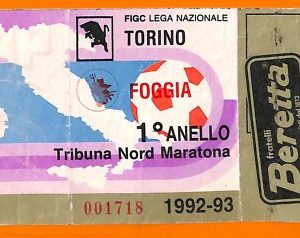 FIGC LEGA NAZIONALE
TORINO
FOGGIA
1° ANELLO
Tribuna Nord Maratona
001718
1992-93
fratelli
Beretta